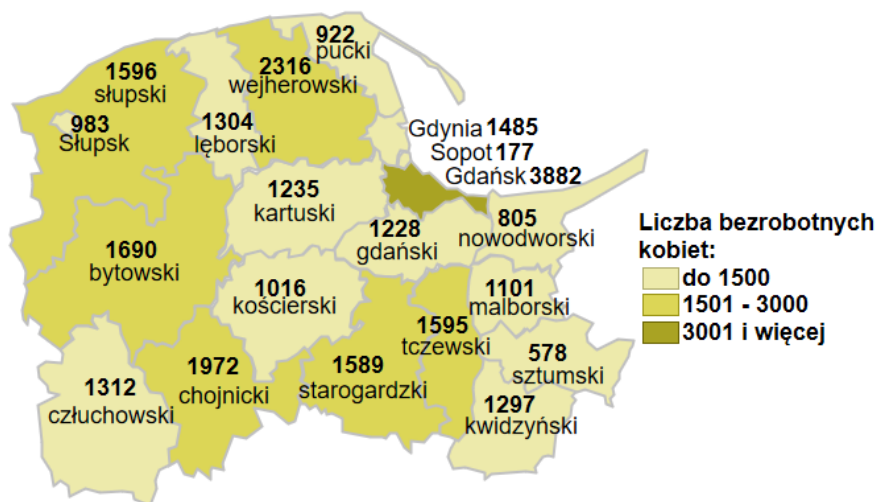 922
pucki
1596
słupski
2316
wejherowski
983
Słupsk
1304
lęborski
Gdynia 1485
Sopot 177
Gdańsk 3882
1235
kartuski
1228
gdański
805
nowodworski
1690
bytowski
1016
kościerski
1101
malborski
1595
tczewski
578
sztumski
1312
człuchowski
1972
chojnicki
1589
starogardzki
1297
kwidzyński
Liczba bezrobotnych
kobiet:
do 1500
1501 - 3000
3001 i więcej